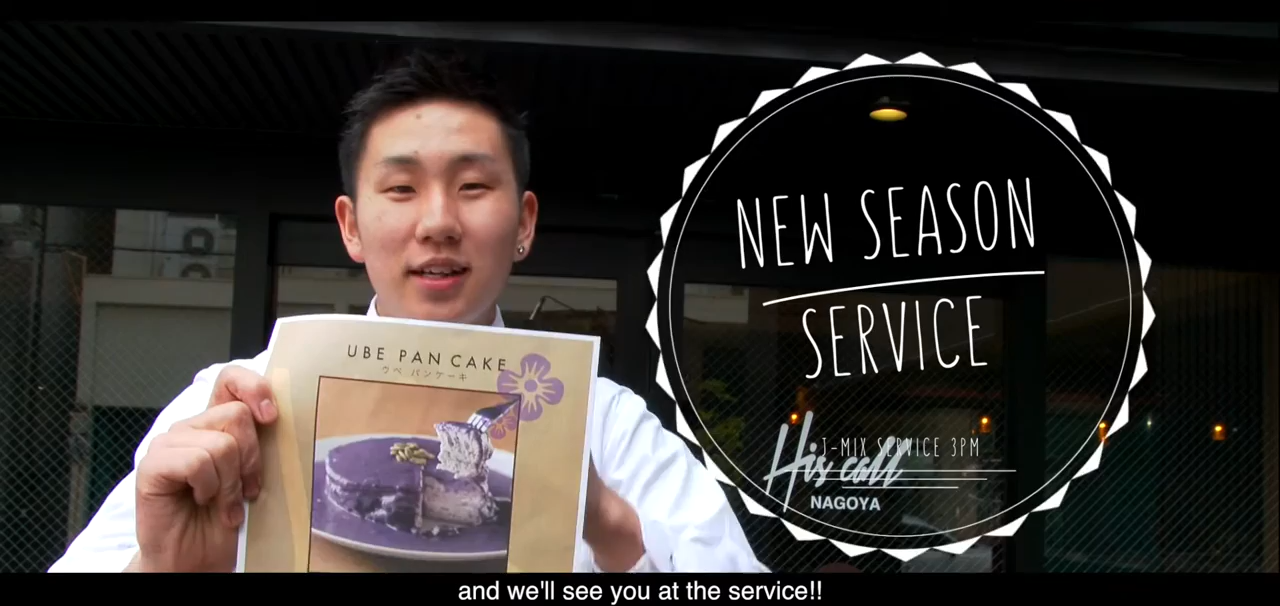 UBE PAN CAKE
ウベ パンケーキ
NEW SEASON
SERVICE
J-MIX SERVICE 3PM
His call
NAGOYA
and we'll see you at the service!!